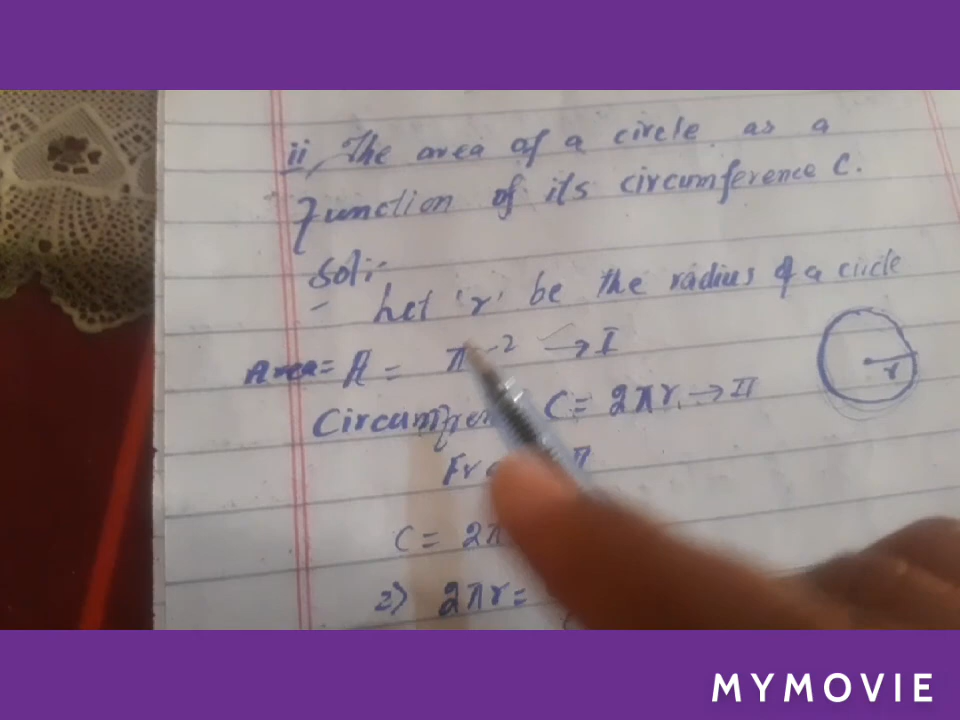 ii, The area of a circle as a
function of its circumference C.
Sol:-
Let 'r' be the radius of a circle
Area = A = πr² → I
r
C = 2πr → II
C = 2π
=> 2πr =
MYMOVIE